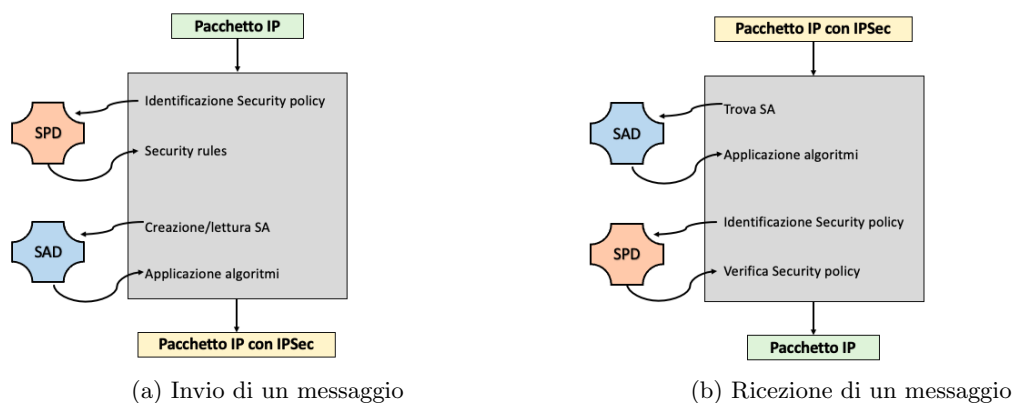 Pacchetto IP
Identificazione Security policy
SPD
Security rules
Creazione/lettura SA
SAD
Applicazione algoritmi
Pacchetto IP con IPSec
(a) Invio di un messaggio
Pacchetto IP con IPSec
Trova SA
SAD
Applicazione algoritmi
Identificazione Security policy
SPD
Verifica Security policy
Pacchetto IP
(b) Ricezione di un messaggio